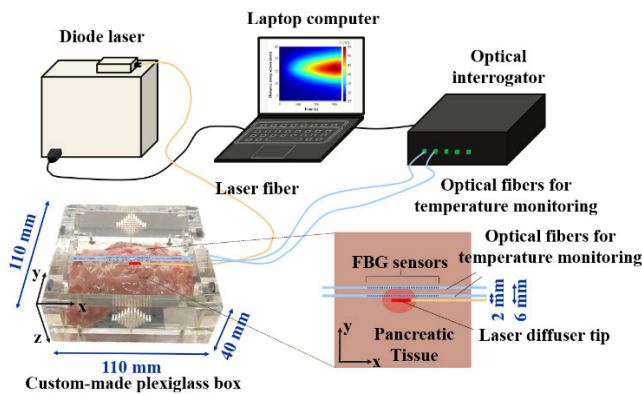 Laptop computer
Diode laser
Optical
interrogator
Laser fiber
Optical fibers for
temperature monitoring
110 mm
y
x
z
110 mm
40 mm
Custom-made plexiglass box
Optical fibers for
temperature monitoring
FBG sensors
2 mm
6 mm
Laser diffuser tip
y
x
Pancreatic
Tissue